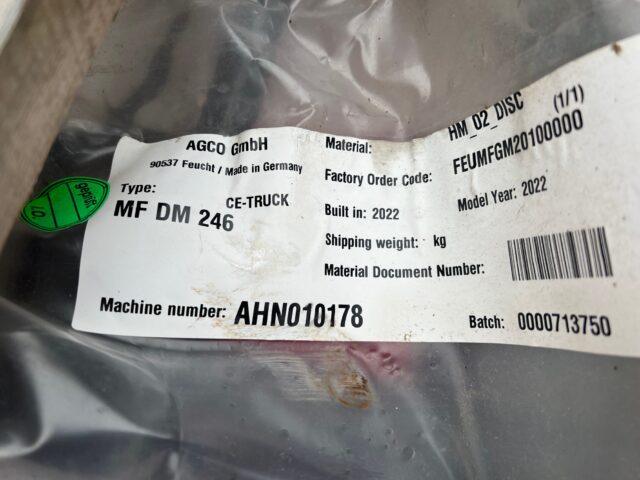 AGCO GmbH
90537 Feucht / Made in Germany
Type:
CE-TRUCK
MF DM 246
Machine number: AHN010178
Material: HM_02_DISC (1/1)
Factory Order Code: FEUMFGM20100000
Built in: 2022
Model Year: 2022
Shipping weight: kg
Material Document Number:
Batch: 0000713750
geprüft